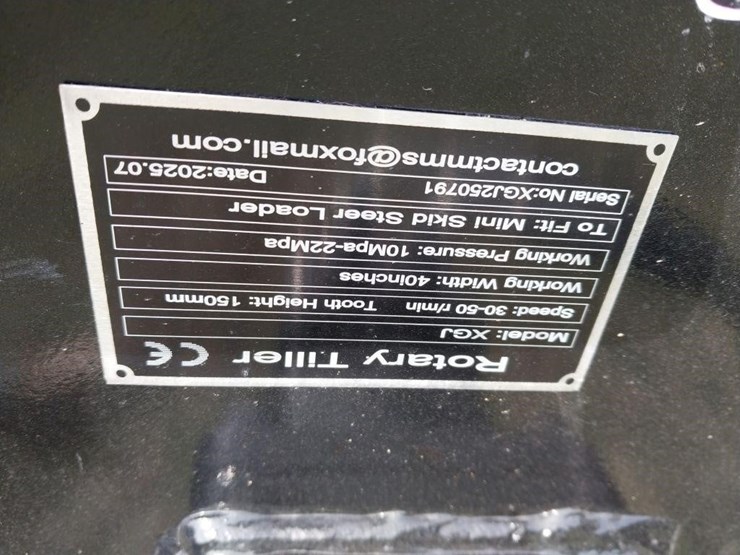 Rotary Tiller CE
Model: XGJ
Speed: 30-50 r/min Tooth Height: 150mm
Working Width: 40inches
Working Pressure: 10Mpa-22Mpa
To Fit: Mini Skid Steer Loader
Serial No:XGJ250791 Date:2025.07
contactmms@foxmail.com